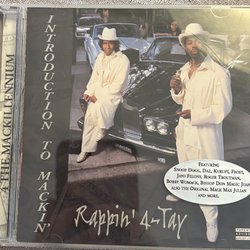 INTRODUCTION TO MACKIN'
4 THE MACKILLENNIUM
Rappin' 4-Tay
FEATURING
SNOOP DOGG, DAZ, KURUPT, FROST,
JAYO FELONY, ROGER TROUTMAN,
BOBBY WOMACK, BISHOP DON MAGIC JUAN
ALSO THE ORIGINAL MACK MAX JULIAN
AND MORE.